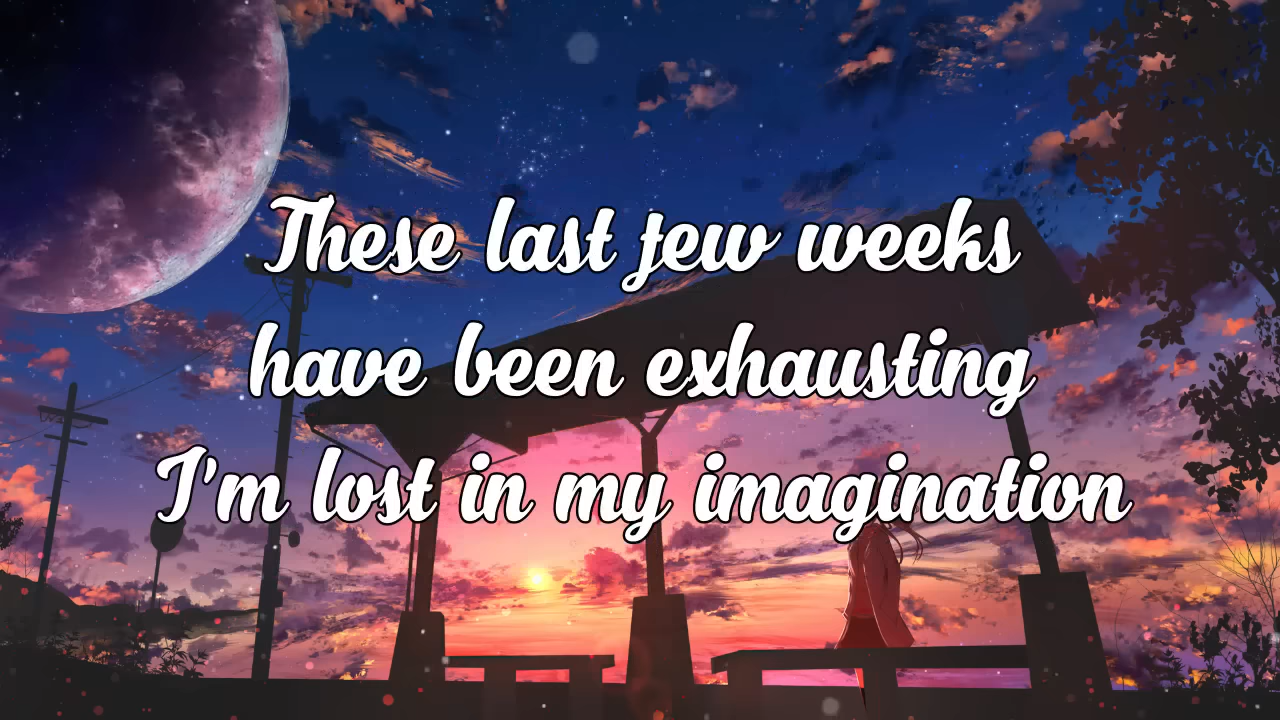 These last few weeks
have been exhausting
I'm lost in my imagination